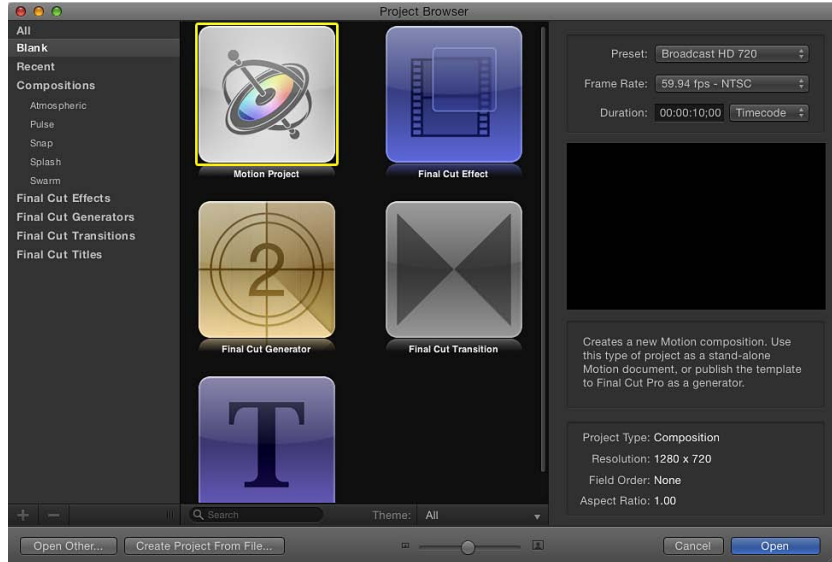 Project Browser
All
Blank
Recent
Compositions
Atmospheric
Pulse
Snap
Splash
Swarm
Final Cut Effects
Final Cut Generators
Final Cut Transitions
Final Cut Titles
Motion Project
Final Cut Effect
2
Final Cut Generator
Final Cut Transition
T
Search
Theme: All
Preset: Broadcast HD 720
Frame Rate: 59.94 fps - NTSC
Duration: 00:00:10;00 Timecode
Creates a new Motion composition. Use
this type of project as a stand-alone
Motion document, or publish the template
to Final Cut Pro as a generator.
Project Type: Composition
Resolution: 1280 x 720
Field Order: None
Aspect Ratio: 1.00
Open Other...
Create Project From File...
Cancel
Open